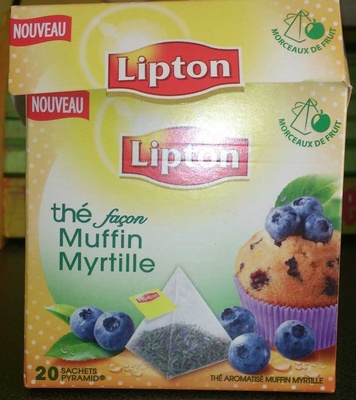 NOUVEAU
Lipton
MORCEAUX DE FRUIT
NOUVEAU
Lipton
MORCEAUX DE FRUIT
thé façon
Muffin
Myrtille
Lipton
20 SACHETS
PYRAMID®
THÉ AROMATISÉ MUFFIN MYRTILLE